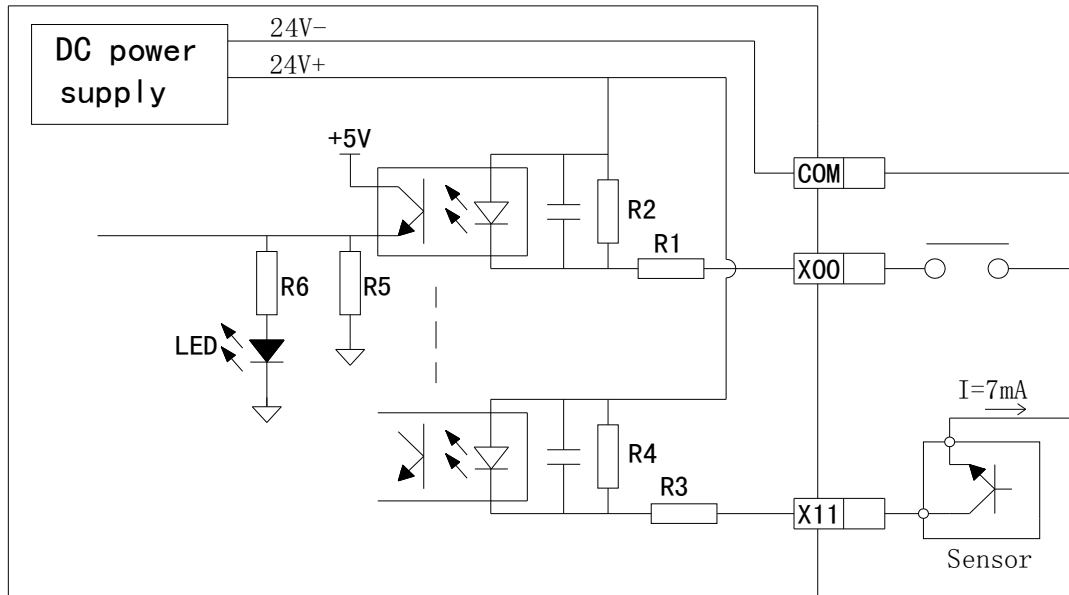 24V-
DC power
supply
24V+
+5V
COM
R2
R1
X00
R6
R5
LED
I=7mA
R4
R3
X11
Sensor